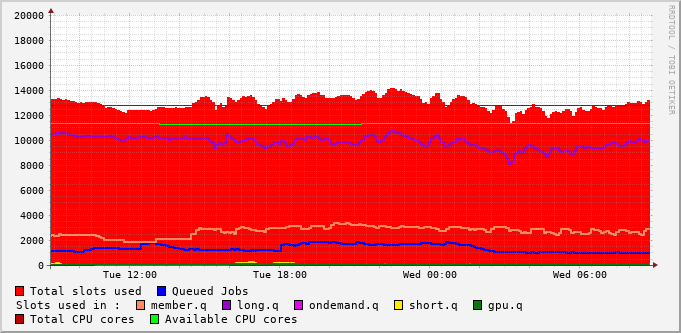 20000
18000
16000
14000
12000
10000
8000
6000
4000
2000
0
Tue 12:00 Tue 18:00 Wed 00:00 Wed 06:00
RRDTOOL / TOBI OETIKER
Total slots used Queued Jobs
Slots used in : member.q long.q ondemand.q short.q gpu.q
Total CPU cores Available CPU cores